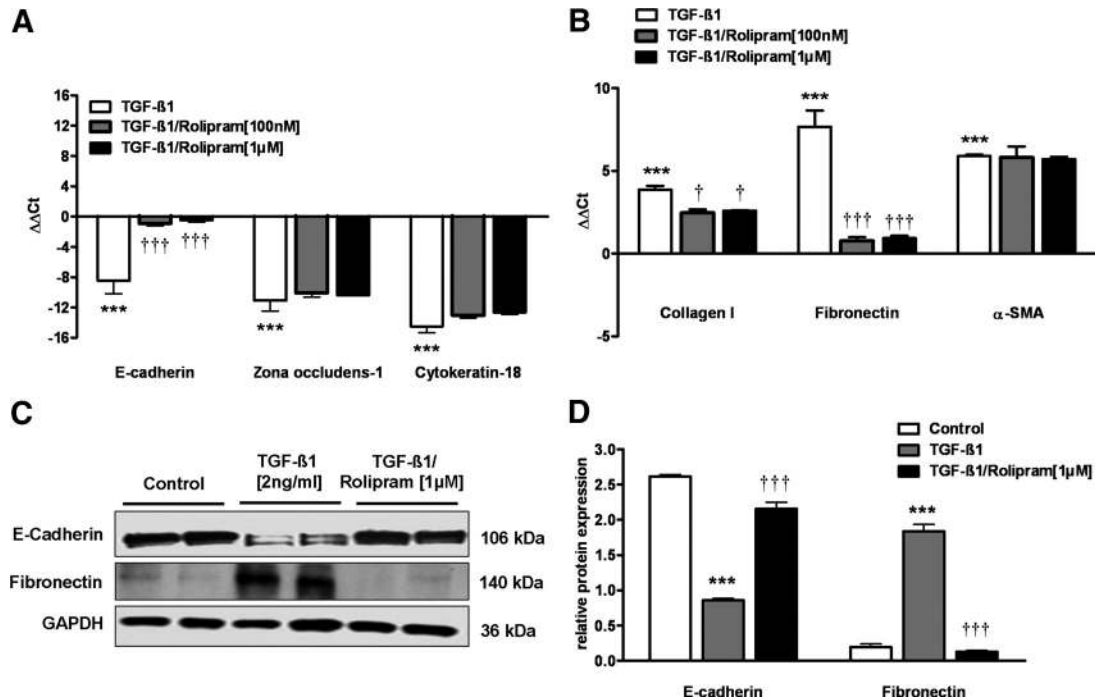 A
16
12
8
4
0
-4
-8
-12
-16
ΔΔCt
TGF-ß1
TGF-ß1/Rolipram[100nM]
TGF-ß1/Rolipram[1µM]
***
†††
†††
***
***
E-cadherin
Zona occludens-1
Cytokeratin-18
B
TGF-ß1
TGF-ß1/Rolipram[100nM]
TGF-ß1/Rolipram[1µM]
10
5
0
-5
ΔΔCt
***
†
†
***
†††
†††
***
Collagen I
Fibronectin
α-SMA
C
Control
TGF-ß1
[2ng/ml]
TGF-ß1/
Rolipram [1µM]
E-Cadherin
106 kDa
Fibronectin
140 kDa
GAPDH
36 kDa
D
Control
TGF-ß1
TGF-ß1/Rolipram[1µM]
3.0
2.5
2.0
1.5
1.0
0.5
0.0
relative protein expression
***
†††
***
†††
E-cadherin
Fibronectin